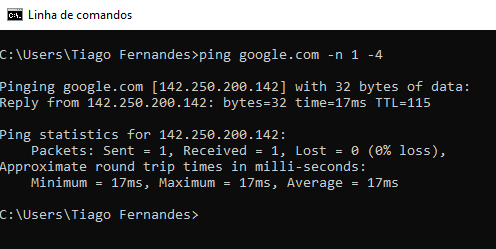 Linha de comandos
C:\Users\Tiago Fernandes>ping google.com -n 1 -4
Pinging google.com [142.250.200.142] with 32 bytes of data:
Reply from 142.250.200.142: bytes=32 time=17ms TTL=115
Ping statistics for 142.250.200.142:
    Packets: Sent = 1, Received = 1, Lost = 0 (0% loss),
Approximate round trip times in milli-seconds:
    Minimum = 17ms, Maximum = 17ms, Average = 17ms
C:\Users\Tiago Fernandes>